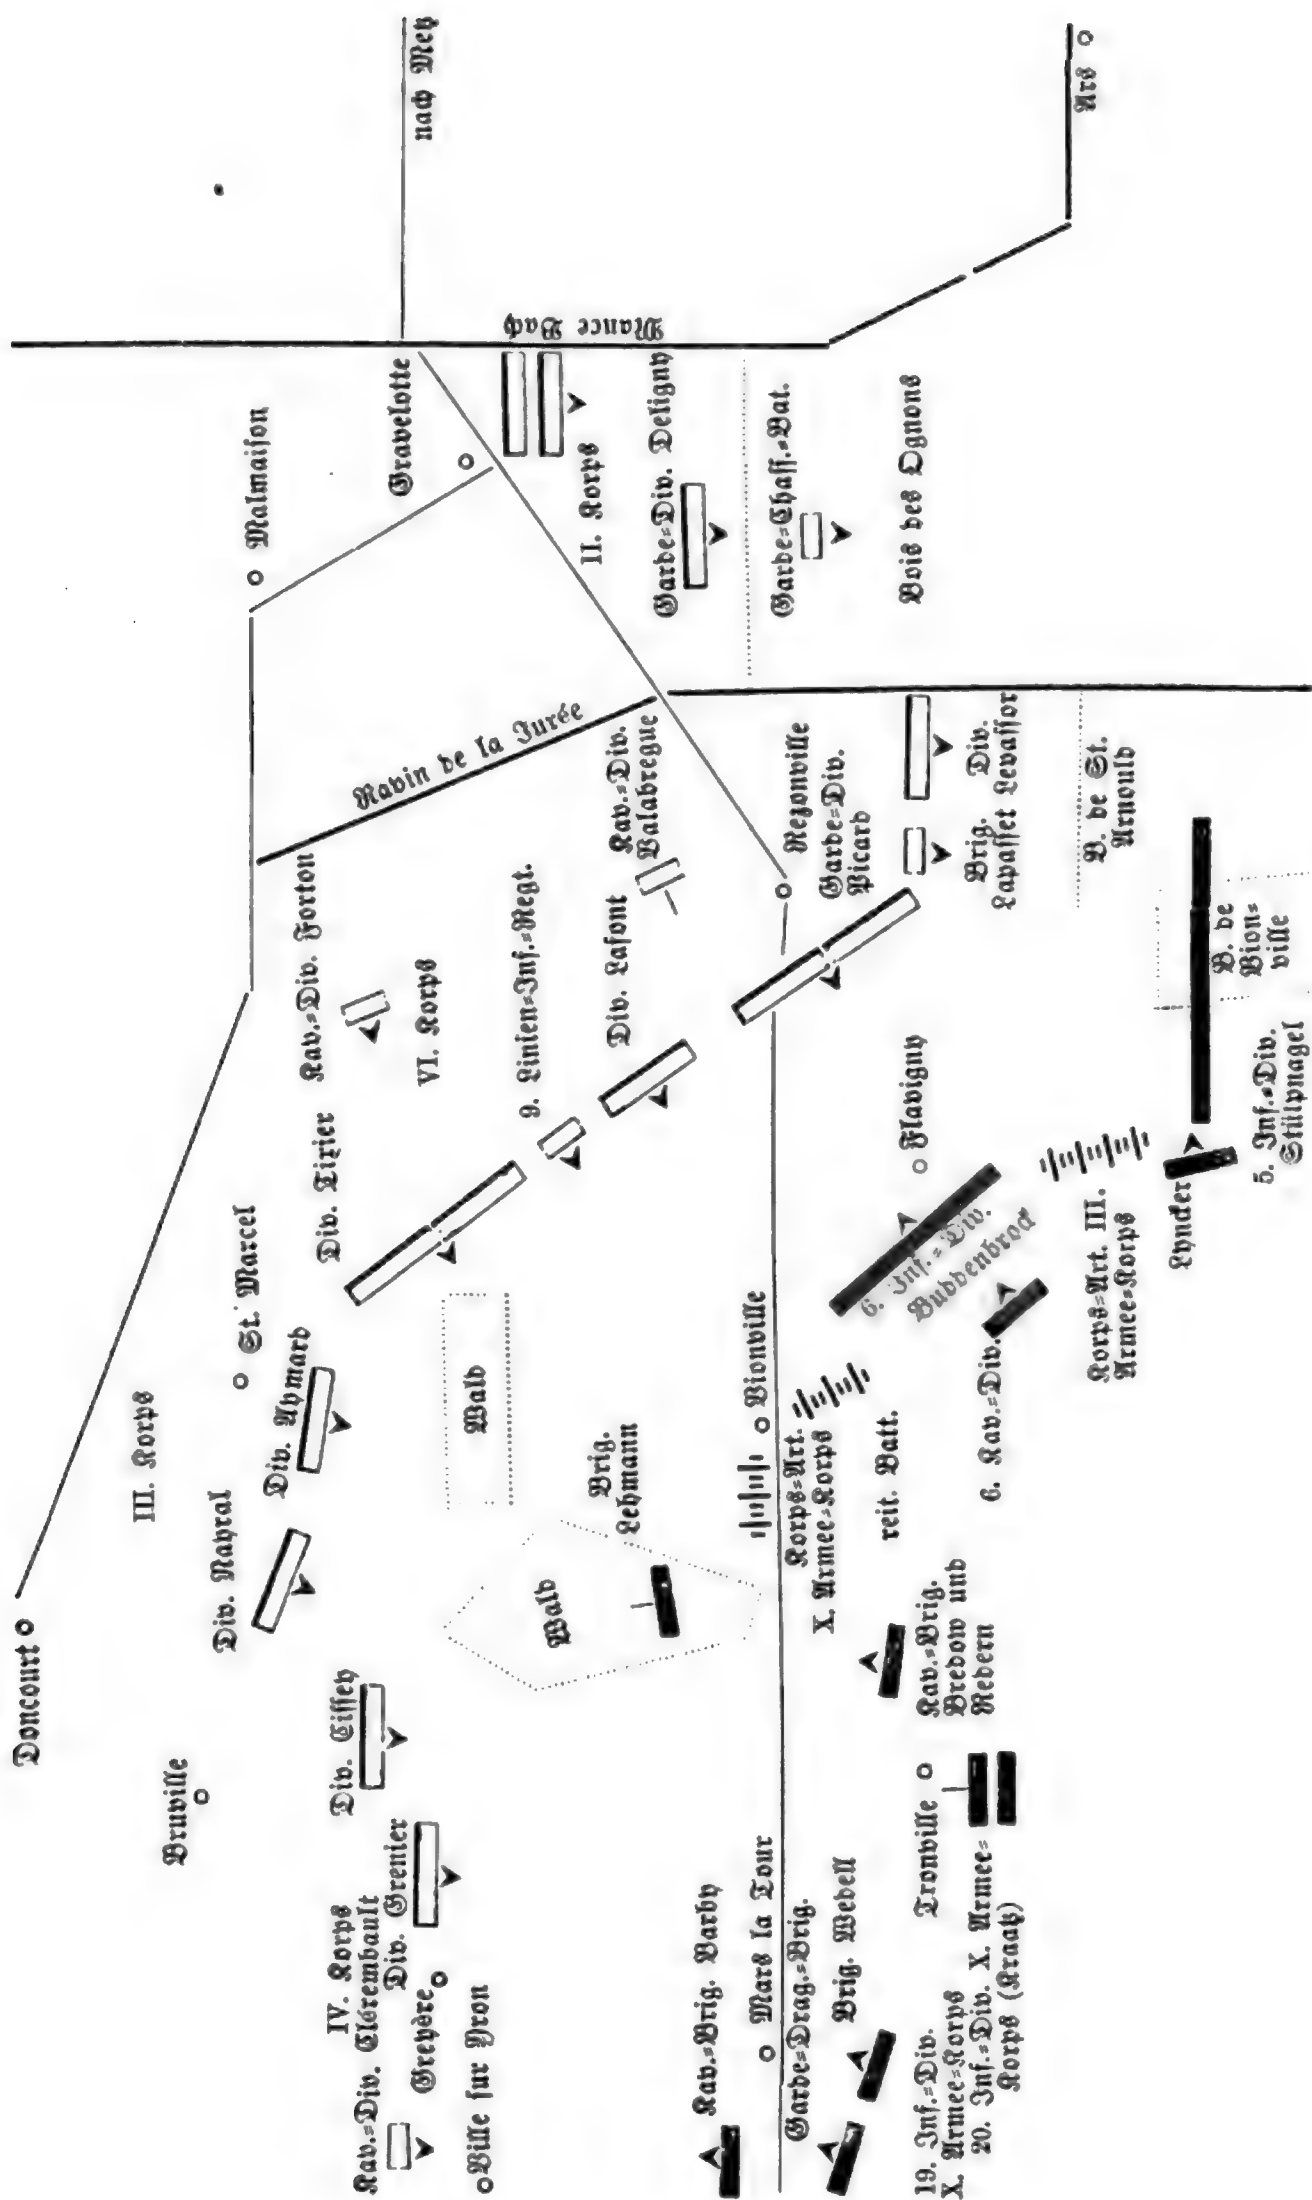 Doncourt
Bruville
III. Korps
Div. Nayral
St. Marcel
Div. Aymard
Div. Tixier
Kav.=Div. Forton
VI. Korps
Malmaison
Ravin de la Jurée
Gravelotte
nach Metz
Mance Bach
II. Korps
Garde=Div. Deligny
Garde=Chass.=Bat.
Bois des Ognons
Ars
IV. Korps
Kav.=Div. Clérembault
Div. Grenier
Greyère
Ville sur Yron
Div. Cissey
Wald
Wald
Brig.
Lehmann
9. Linien=Inf.=Regt.
Div. Lafont
Kav.=Div.
Valabregue
Rezonville
Garde=Div.
Picard
Brig.
Lapasset
Div.
Levassor
B. de St.
Arnould
B. de
Vion=
ville
5. Inf.=Div.
Stülpnagel
Flavigny
6. Inf.=Div.
Buddenbrock
Korps=Art. III.
Armee=Korps
Lynder
6. Kav.=Div.
Vionville
Korps=Art.
X. Armee=Korps
reit. Batt.
Kav.=Brig.
Bredow und
Redern
Tronville
Kav.=Brig. Barby
Mars la Tour
Garde=Drag.=Brig.
Brig. Wedell
19. Inf.=Div.
X. Armee=Korps
20. Inf.=Div. X. Armee=
Korps (Kraatz)